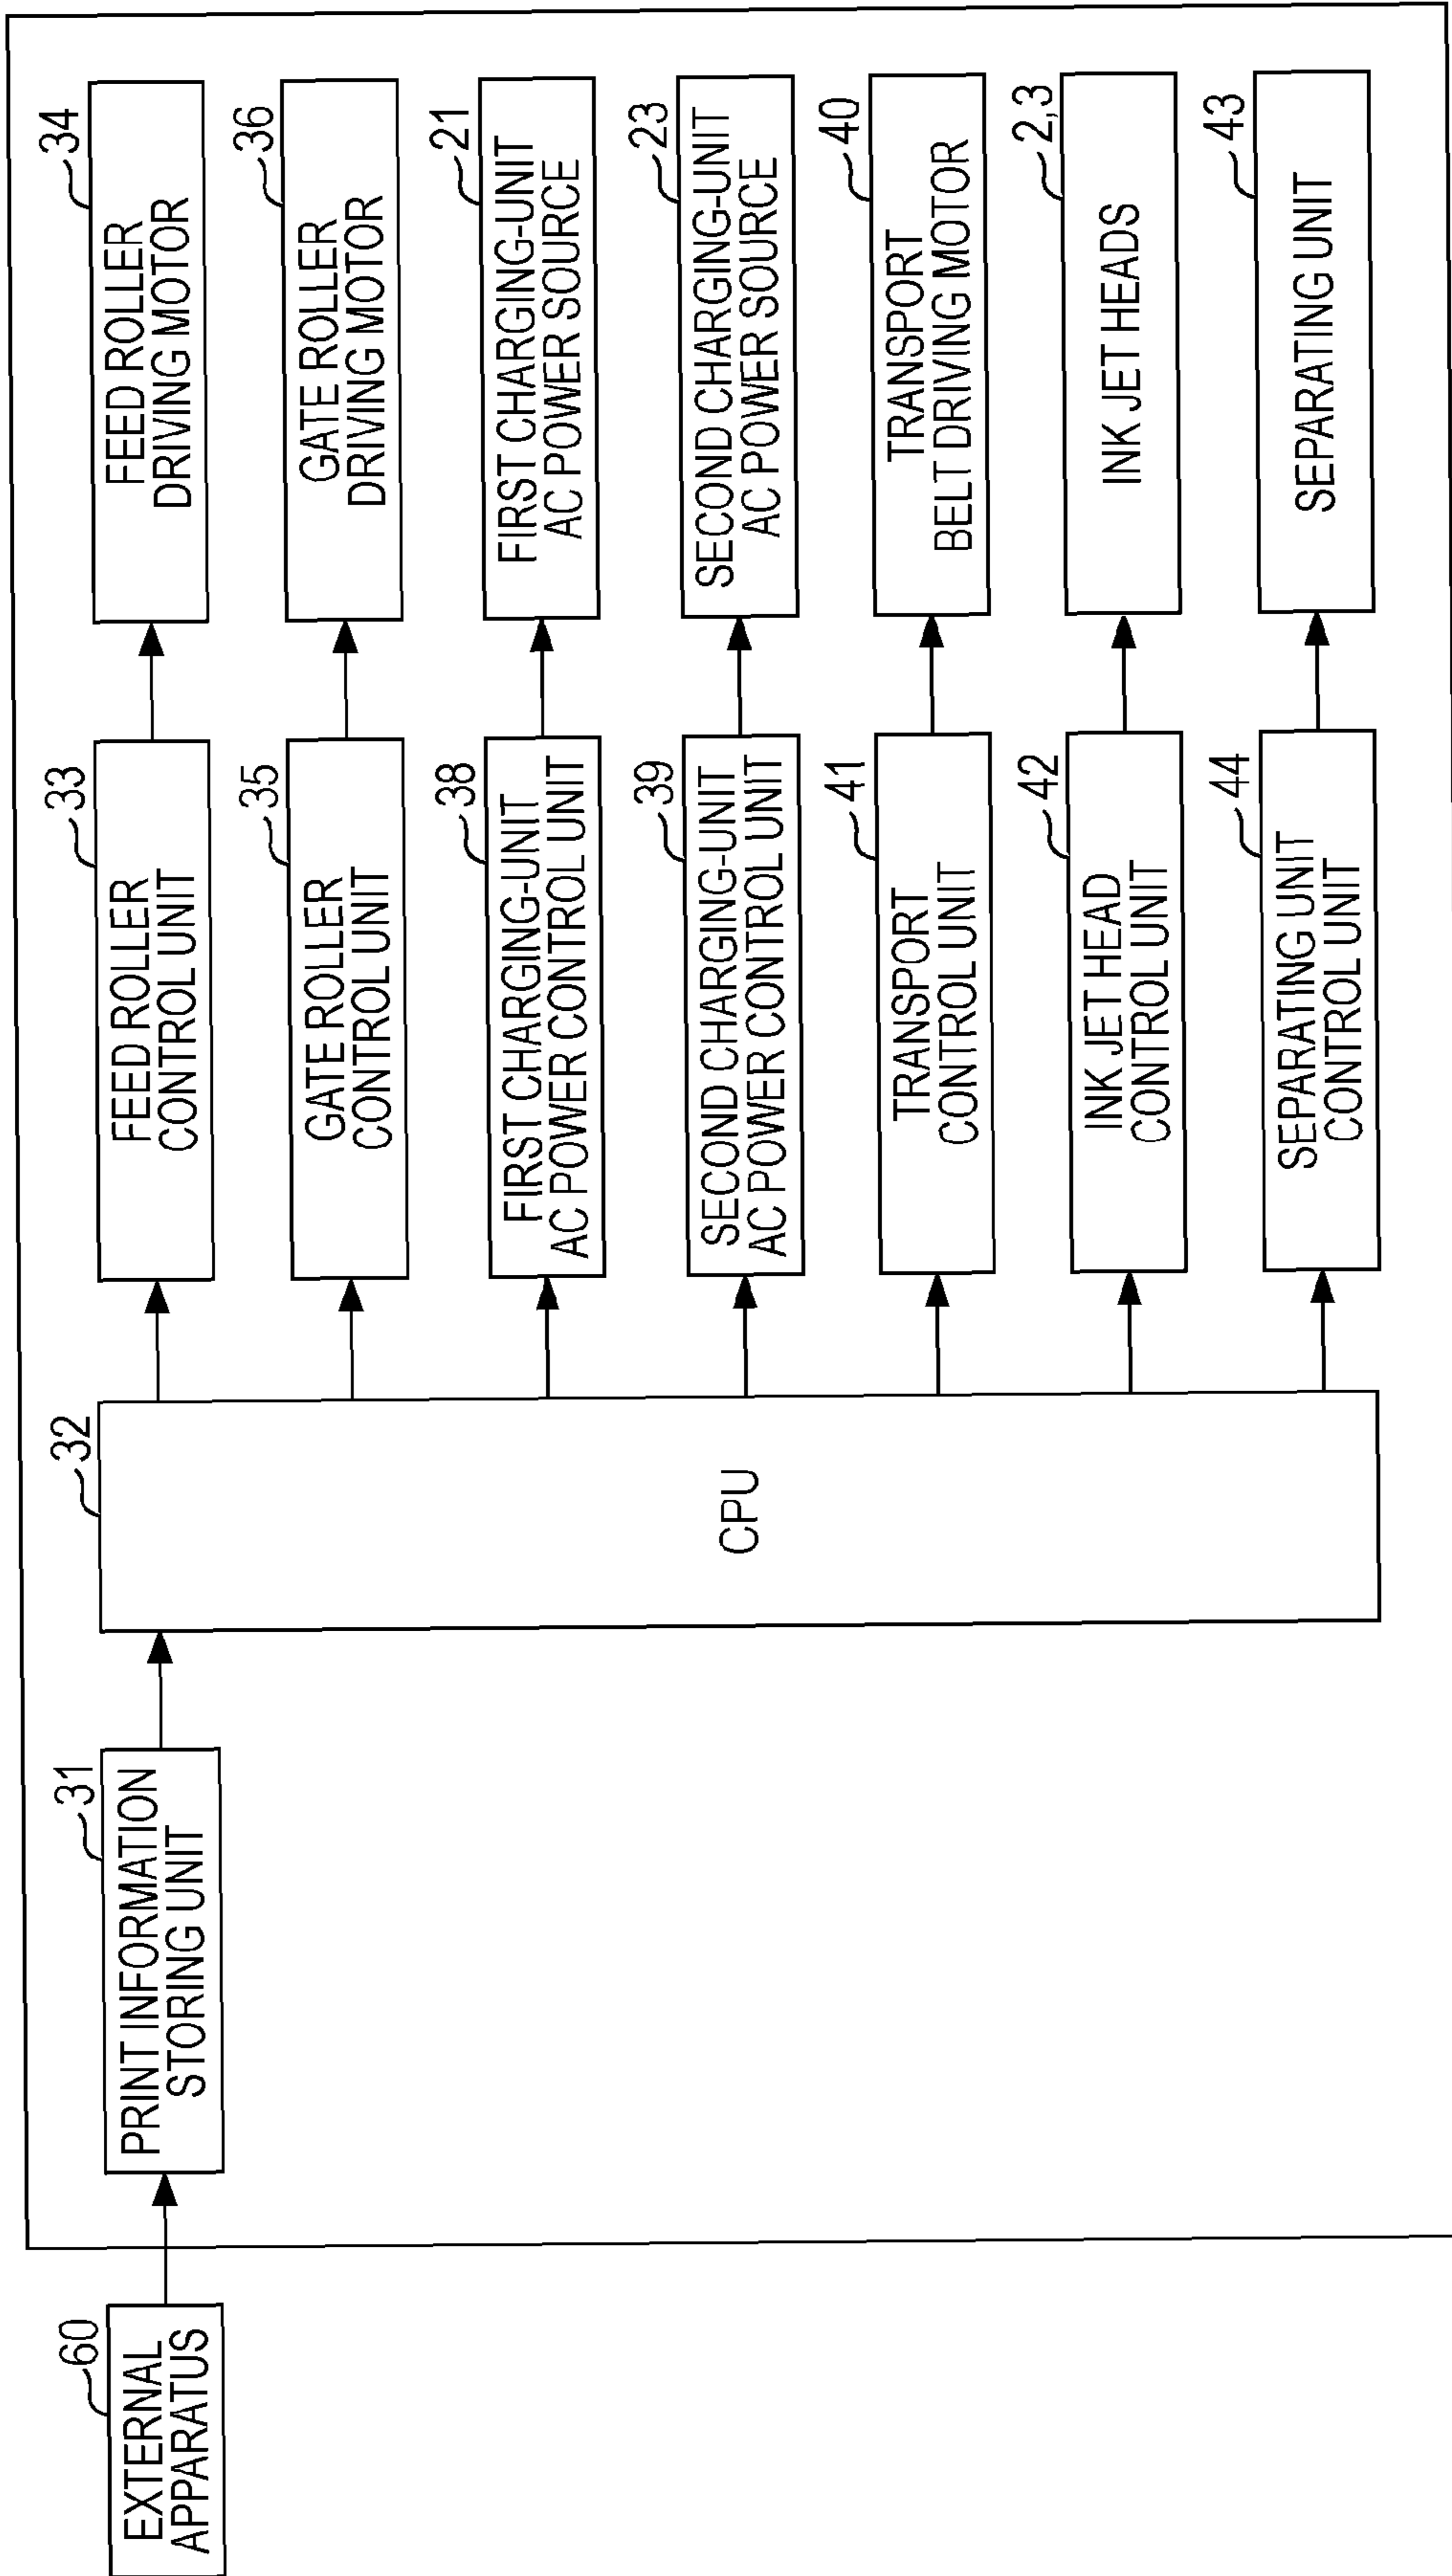 60
EXTERNAL
APPARATUS
31
PRINT INFORMATION
STORING UNIT
32
CPU
33
FEED ROLLER
CONTROL UNIT
34
FEED ROLLER
DRIVING MOTOR
35
GATE ROLLER
CONTROL UNIT
36
GATE ROLLER
DRIVING MOTOR
38
FIRST CHARGING-UNIT
AC POWER CONTROL UNIT
21
FIRST CHARGING-UNIT
AC POWER SOURCE
39
SECOND CHARGING-UNIT
AC POWER CONTROL UNIT
23
SECOND CHARGING-UNIT
AC POWER SOURCE
41
TRANSPORT
CONTROL UNIT
40
TRANSPORT
BELT DRIVING MOTOR
42
INK JET HEAD
CONTROL UNIT
2,3
INK JET HEADS
44
SEPARATING UNIT
CONTROL UNIT
43
SEPARATING UNIT